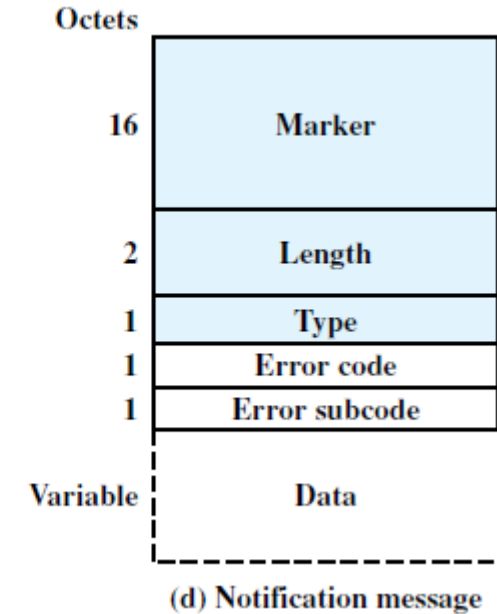 Octets
16 Marker
2 Length
1 Type
1 Error code
1 Error subcode
Variable Data
(d) Notification message